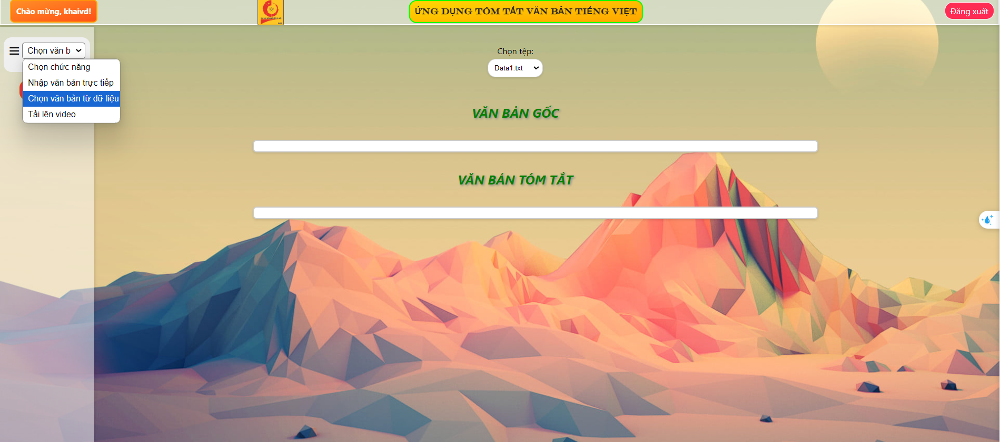 Chào mừng, khaivd!
ỨNG DỤNG TÓM TẮT VĂN BẢN TIẾNG VIỆT
Đăng xuất
Chọn văn b
Chọn chức năng
Nhập văn bản trực tiếp
Chọn văn bản từ dữ liệu
Tải lên video
Chọn tệp:
Data1.txt
VĂN BẢN GỐC
VĂN BẢN TÓM TẮT